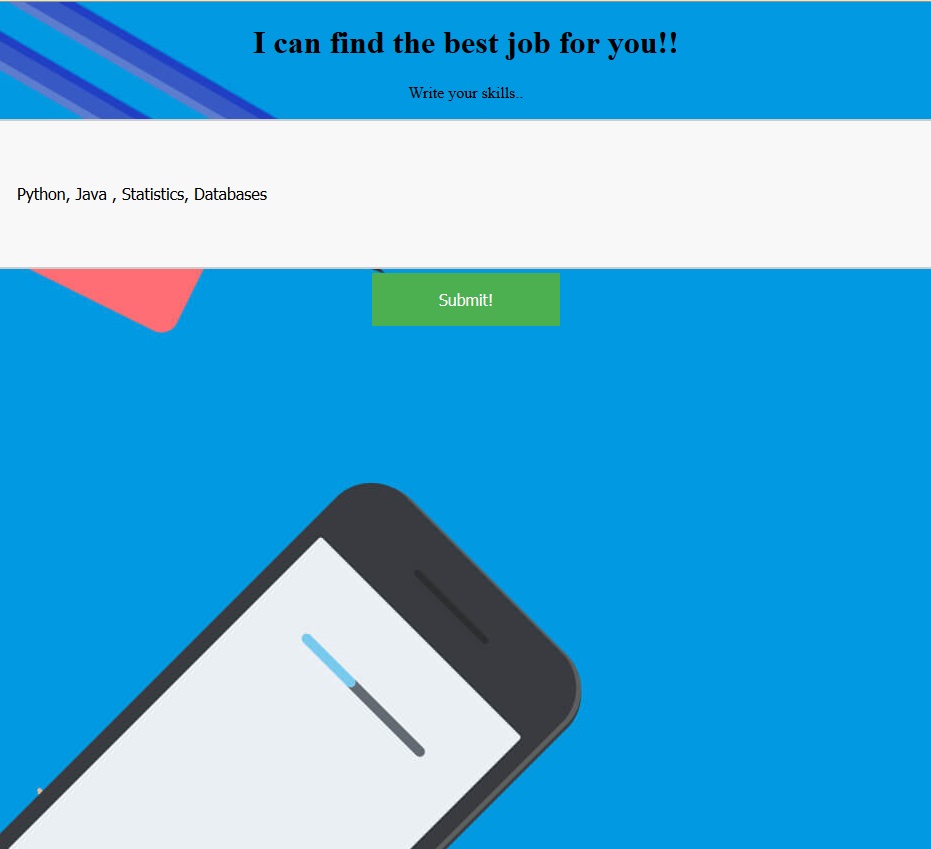 I can find the best job for you!!
Write your skills..
Python, Java , Statistics, Databases
Submit!